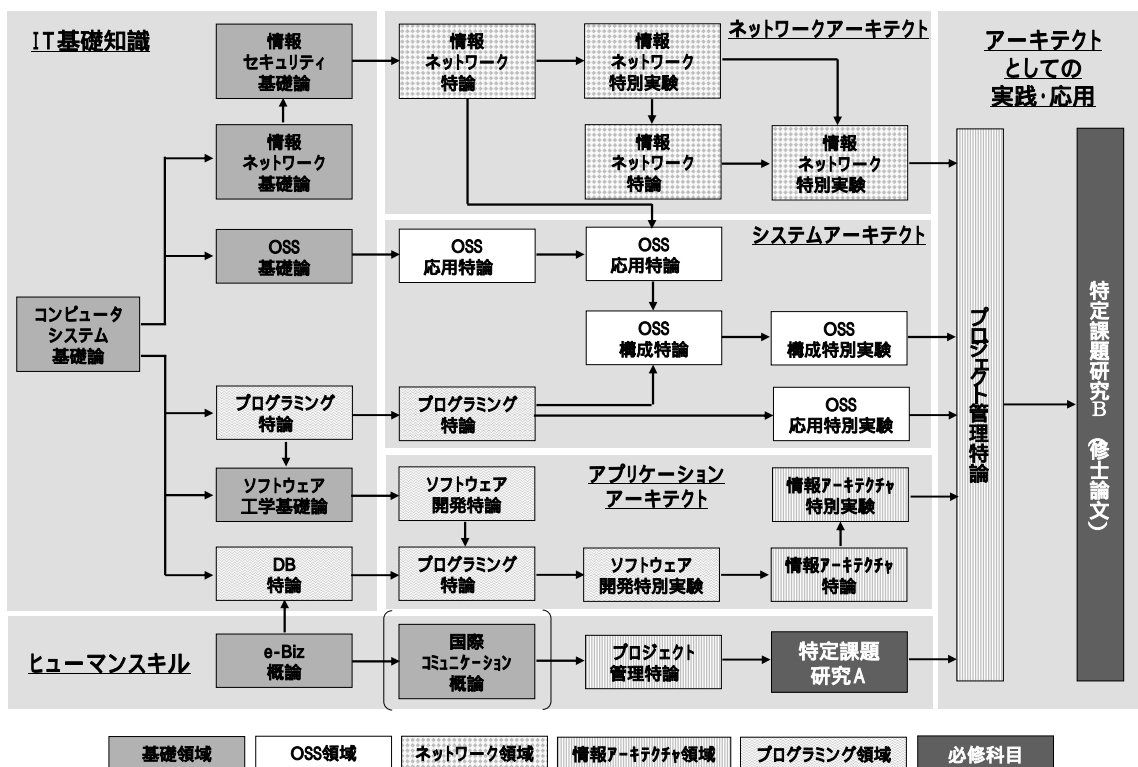 IT基礎知識
情報
セキュリティ
基礎論
情報
ネットワーク
基礎論
OSS
基礎論
コンピュータ
システム
基礎論
プログラミング
特論
ソフトウェア
工学基礎論
DB
特論
ネットワークアーキテクト
情報
ネットワーク
特論
情報
ネットワーク
特別実験
情報
ネットワーク
特論
情報
ネットワーク
特別実験
システムアーキテクト
OSS
応用特論
OSS
応用特論
OSS
構成特論
OSS
構成特別実験
プログラミング
特論
OSS
応用特別実験
アプリケーション
アーキテクト
ソフトウェア
開発特論
プログラミング
特論
ソフトウェア
開発特別実験
情報アーキテクチャ
特別実験
情報アーキテクチャ
特論
ヒューマンスキル
e-Biz
概論
国際
コミュニケーション
概論
プロジェクト
管理特論
特定課題
研究A
アーキテクト
としての
実践・応用
プロジェクト管理特論
特定課題研究B (修士論文)
基礎領域
OSS領域
ネットワーク領域
情報アーキテクチャ領域
プログラミング領域
必修科目